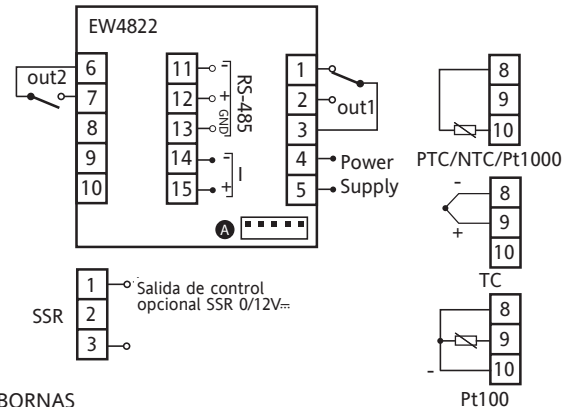 EW4822
out2
6
7
8
9
10
11 -
12 +
13 GND
RS-485
14 -
15 +
I
1
2
3
out1
4
5
Power
Supply
A
8
9
10
PTC/NTC/Pt1000
-
8
9
+
10
TC
SSR
1
2
3
Salida de control
opcional SSR 0/12V⎓
8
9
10
-
Pt100
BORNAS